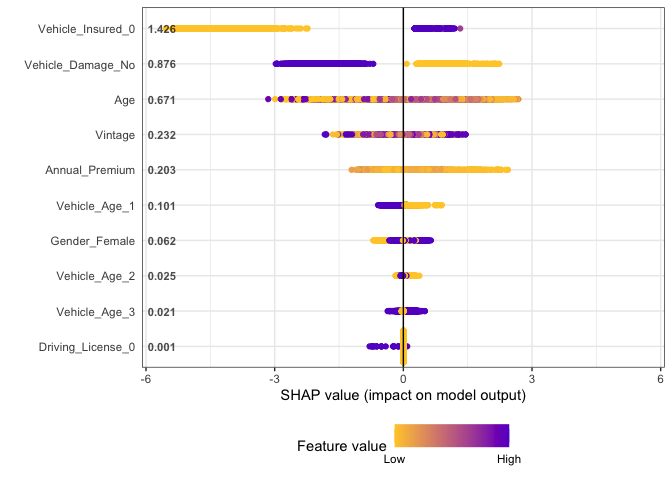 Vehicle_Insured_0 1.426
Vehicle_Damage_No 0.876
Age 0.671
Vintage 0.232
Annual_Premium 0.203
Vehicle_Age_1 0.101
Gender_Female 0.062
Vehicle_Age_2 0.025
Vehicle_Age_3 0.021
Driving_License_0 0.001
-6 -3 0 3 6
SHAP value (impact on model output)
Feature value
Low High